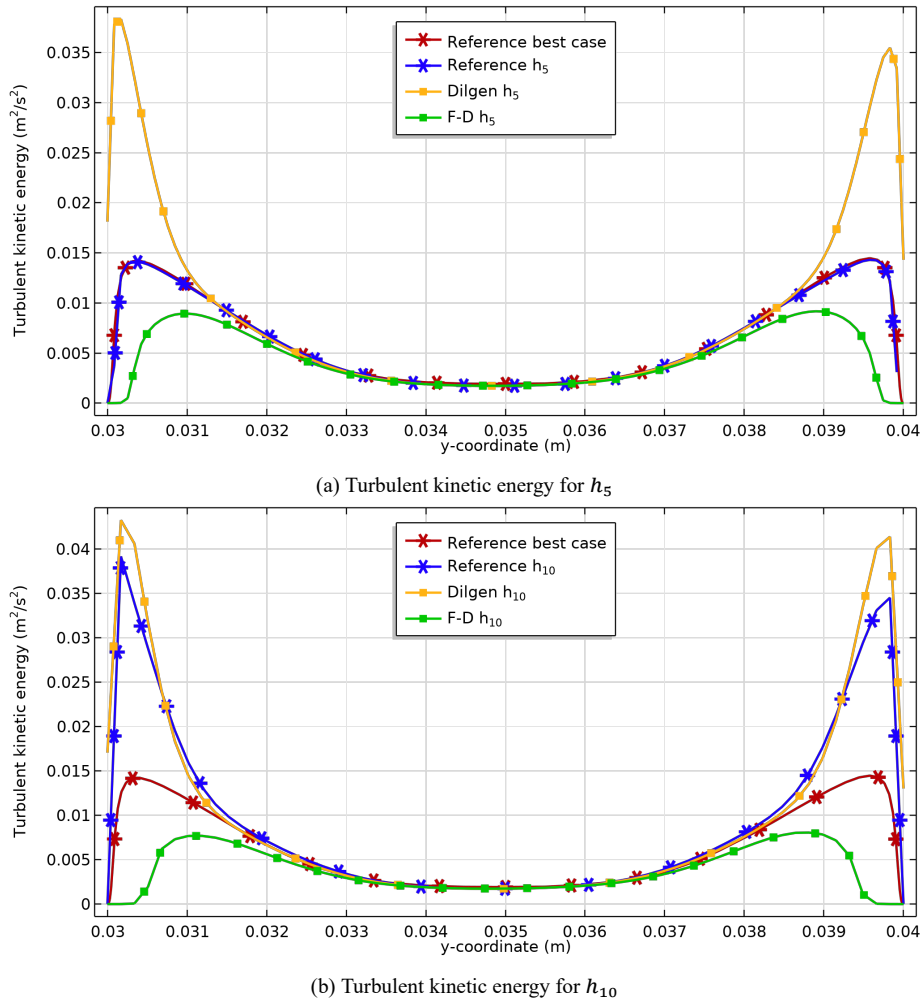 0.035
0.03
0.025
0.02
0.015
0.01
0.005
0
Turbulent kinetic energy (m²/s²)
Reference best case
Reference h₅
Dilgen h₅
F-D h₅
0.03 0.031 0.032 0.033 0.034 0.035 0.036 0.037 0.038 0.039 0.04
y-coordinate (m)
(a) Turbulent kinetic energy for h₅
0.04
0.035
0.03
0.025
0.02
0.015
0.01
0.005
0
Turbulent kinetic energy (m²/s²)
Reference best case
Reference h₁₀
Dilgen h₁₀
F-D h₁₀
0.03 0.031 0.032 0.033 0.034 0.035 0.036 0.037 0.038 0.039 0.04
y-coordinate (m)
(b) Turbulent kinetic energy for h₁₀